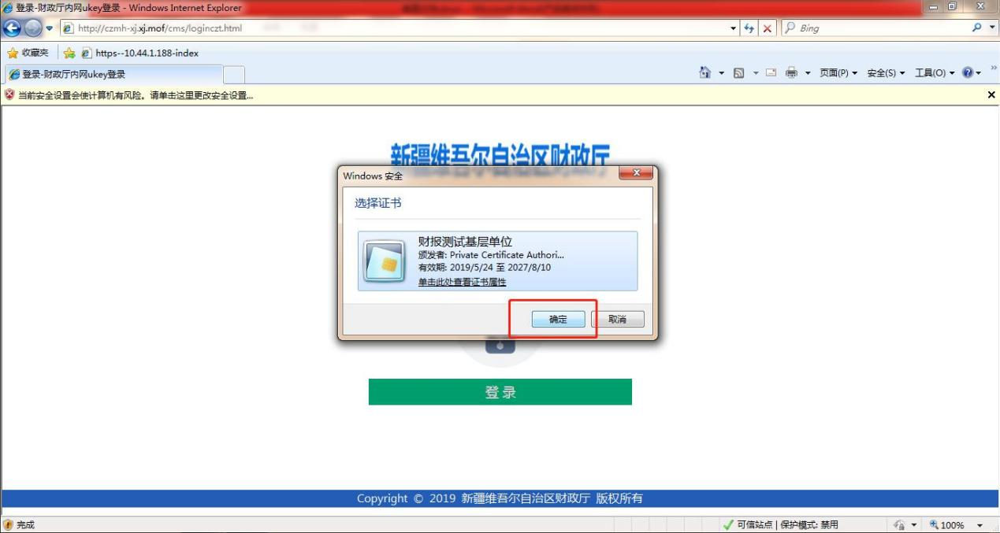 登录-财政厅内网ukey登录 - Windows Internet Explorer
http://czmh-xj.xj.mof/cms/loginczt.html
Bing
收藏夹
https--10.44.1.188-index
登录-财政厅内网ukey登录
页面(P)
安全(S)
工具(O)
当前安全设置会使计算机有风险。请单击这里更改安全设置...
新疆维吾尔自治区财政厅
Windows 安全
选择证书
财报测试基层单位
颁发者: Private Certificate Authori...
有效期: 2019/5/24 至 2027/8/10
单击此处查看证书属性
确定
取消
登录
Copyright © 2019 新疆维吾尔自治区财政厅 版权所有
完成
可信站点 | 保护模式: 禁用
100%